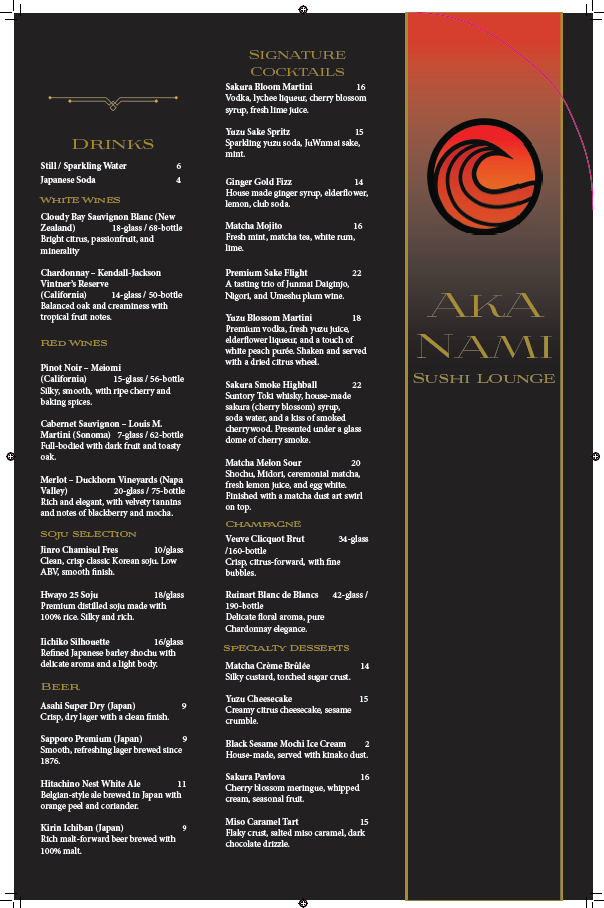 DRINKS
Still / Sparkling Water 6
Japanese Soda 4
WHITE WINES
Cloudy Bay Sauvignon Blanc (New
Zealand) 18-glass / 68-bottle
Bright citrus, passionfruit, and
minerality
Chardonnay – Kendall-Jackson
Vintner's Reserve
(California) 14-glass / 50-bottle
Balanced oak and creaminess with
tropical fruit notes.
RED WINES
Pinot Noir – Meiomi
(California) 15-glass / 56-bottle
Silky, smooth, with ripe cherry and
baking spices.
Cabernet Sauvignon – Louis M.
Martini (Sonoma) 7-glass / 62-bottle
Full-bodied with dark fruit and toasty
oak.
Merlot – Duckhorn Vineyards (Napa
Valley) 20-glass / 75-bottle
Rich and elegant, with velvety tannins
and notes of blackberry and mocha.
SOJU SELECTION
Jinro Chamisul Fres 10/glass
Clean, crisp classic Korean soju. Low
ABV, smooth finish.
Hwayo 25 Soju 18/glass
Premium distilled soju made with
100% rice. Silky and rich.
Iichiko Silhouette 16/glass
Refined Japanese barley shochu with
delicate aroma and a light body.
BEER
Asahi Super Dry (Japan) 9
Crisp, dry lager with a clean finish.
Sapporo Premium (Japan) 9
Smooth, refreshing lager brewed since
1876.
Hitachino Nest White Ale 11
Belgian-style ale brewed in Japan with
orange peel and coriander.
Kirin Ichiban (Japan) 9
Rich malt-forward beer brewed with
100% malt.
SIGNATURE
COCKTAILS
Sakura Bloom Martini 16
Vodka, lychee liqueur, cherry blossom
syrup, fresh lime juice.
Yuzu Sake Spritz 15
Sparkling yuzu soda, JuWnmai sake,
mint.
Ginger Gold Fizz 14
House made ginger syrup, elderflower,
lemon, club soda.
Matcha Mojito 16
Fresh mint, matcha tea, white rum,
lime.
Premium Sake Flight 22
A tasting trio of Junmai Daiginjo,
Nigori, and Umeshu plum wine.
Yuzu Blossom Martini 18
Premium vodka, fresh yuzu juice,
elderflower liqueur, and a touch of
white peach purée. Shaken and served
with a dried citrus wheel.
Sakura Smoke Highball 22
Suntory Toki whisky, house-made
sakura (cherry blossom) syrup,
soda water, and a kiss of smoked
cherrywood. Presented under a glass
dome of cherry smoke.
Matcha Melon Sour 20
Shochu, Midori, ceremonial matcha,
fresh lemon juice, and egg white.
Finished with a matcha dust art swirl
on top.
CHAMPAGNE
Veuve Clicquot Brut 34-glass
/160-bottle
Crisp, citrus-forward, with fine
bubbles.
Ruinart Blanc de Blancs 42-glass /
190-bottle
Delicate floral aroma, pure
Chardonnay elegance.
SPECIALTY DESSERTS
Matcha Crème Brûlée 14
Silky custard, torched sugar crust.
Yuzu Cheesecake 15
Creamy citrus cheesecake, sesame
crumble.
Black Sesame Mochi Ice Cream 2
House-made, served with kinako dust.
Sakura Pavlova 16
Cherry blossom meringue, whipped
cream, seasonal fruit.
Miso Caramel Tart 15
Flaky crust, salted miso caramel, dark
chocolate drizzle.
AKA
NAMI
SUSHI LOUNGE